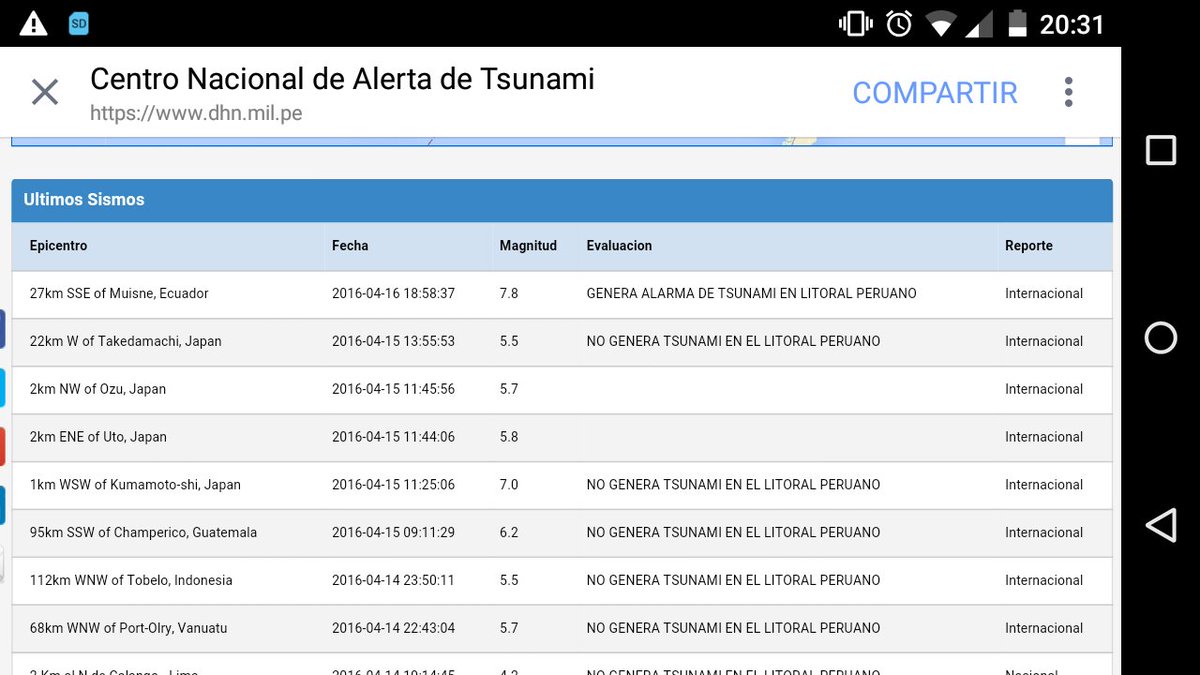 SD 20:31
Centro Nacional de Alerta de Tsunami
https://www.dhn.mil.pe
COMPARTIR
Ultimos Sismos
Epicentro Fecha Magnitud Evaluacion Reporte
27km SSE of Muisne, Ecuador 2016-04-16 18:58:37 7.8 GENERA ALARMA DE TSUNAMI EN LITORAL PERUANO Internacional
22km W of Takedamachi, Japan 2016-04-15 13:55:53 5.5 NO GENERA TSUNAMI EN EL LITORAL PERUANO Internacional
2km NW of Ozu, Japan 2016-04-15 11:45:56 5.7 Internacional
2km ENE of Uto, Japan 2016-04-15 11:44:06 5.8 Internacional
1km WSW of Kumamoto-shi, Japan 2016-04-15 11:25:06 7.0 NO GENERA TSUNAMI EN EL LITORAL PERUANO Internacional
95km SSW of Champerico, Guatemala 2016-04-15 09:11:29 6.2 NO GENERA TSUNAMI EN EL LITORAL PERUANO Internacional
112km WNW of Tobelo, Indonesia 2016-04-14 23:50:11 5.5 NO GENERA TSUNAMI EN EL LITORAL PERUANO Internacional
68km WNW of Port-Olry, Vanuatu 2016-04-14 22:43:04 5.7 NO GENERA TSUNAMI EN EL LITORAL PERUANO Internacional
NO GENERA TSUNAMI EN EL LITORAL PERUANO Nacional